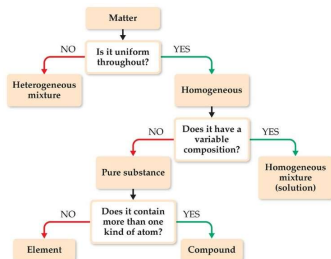 Matter
NO
Is it uniform
throughout?
YES
Heterogeneous
mixture
Homogeneous
NO
Does it have a
variable
composition?
YES
Pure substance
Homogeneous
mixture
(solution)
NO
Does it contain
more than one
kind of atom?
YES
Element
Compound